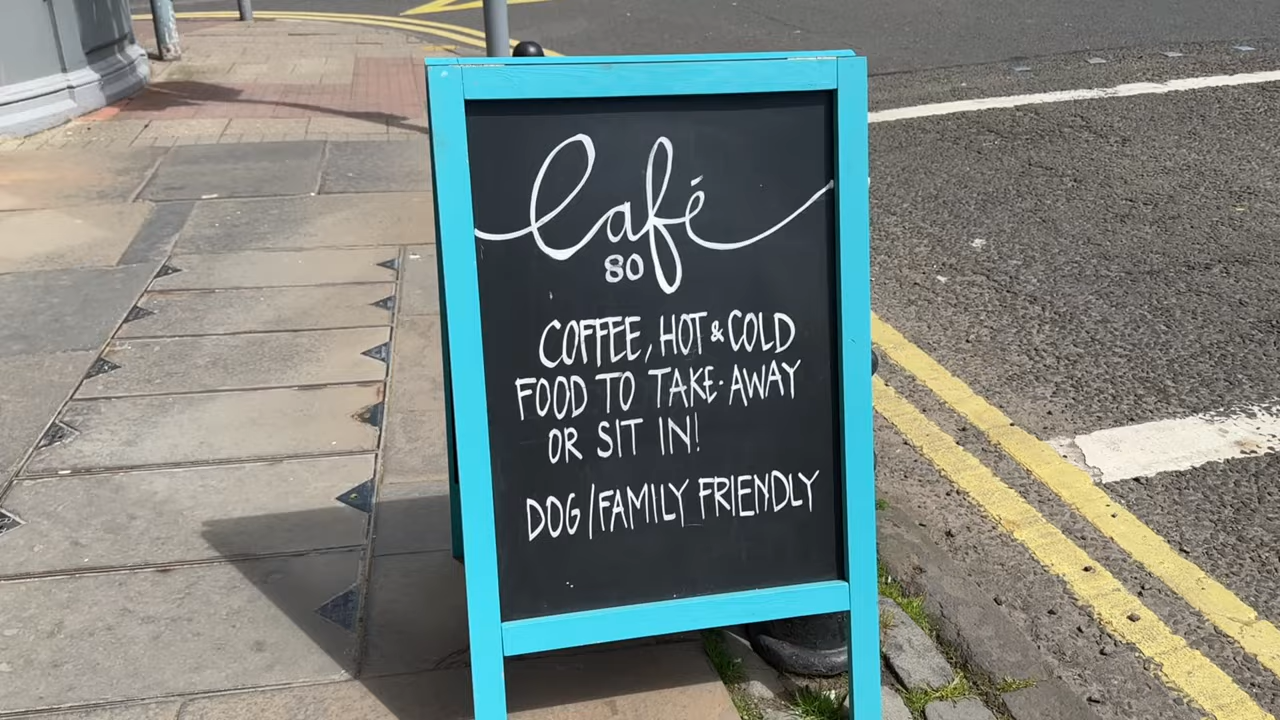 Café
80
COFFEE, HOT & COLD
FOOD TO TAKE-AWAY
OR SIT IN!
DOG/FAMILY FRIENDLY